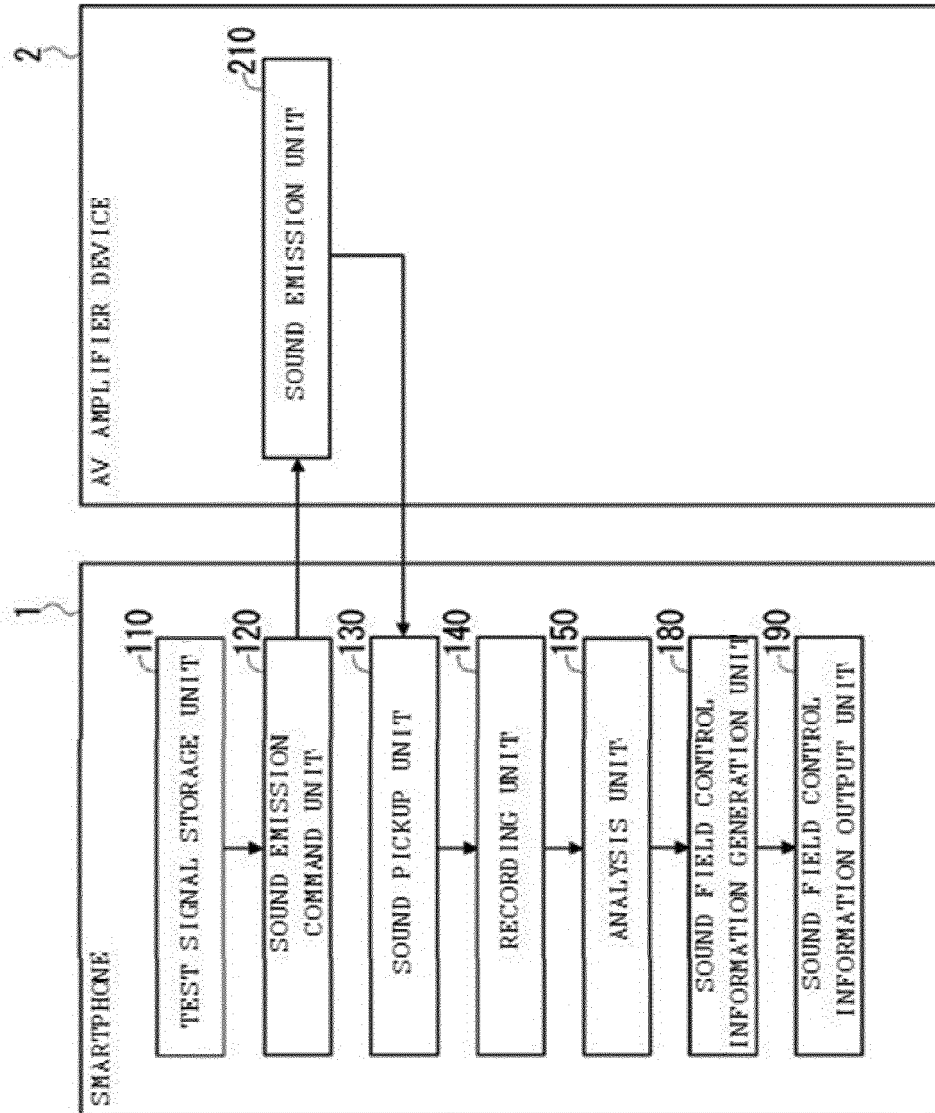 SMARTPHONE
1
TEST SIGNAL STORAGE UNIT
110
SOUND EMISSION
COMMAND UNIT
120
SOUND PICKUP UNIT
130
RECORDING UNIT
140
ANALYSIS UNIT
150
SOUND FIELD CONTROL
INFORMATION GENERATION UNIT
180
SOUND FIELD CONTROL
INFORMATION OUTPUT UNIT
190
AV AMPLIFIER DEVICE
2
SOUND EMISSION UNIT
210